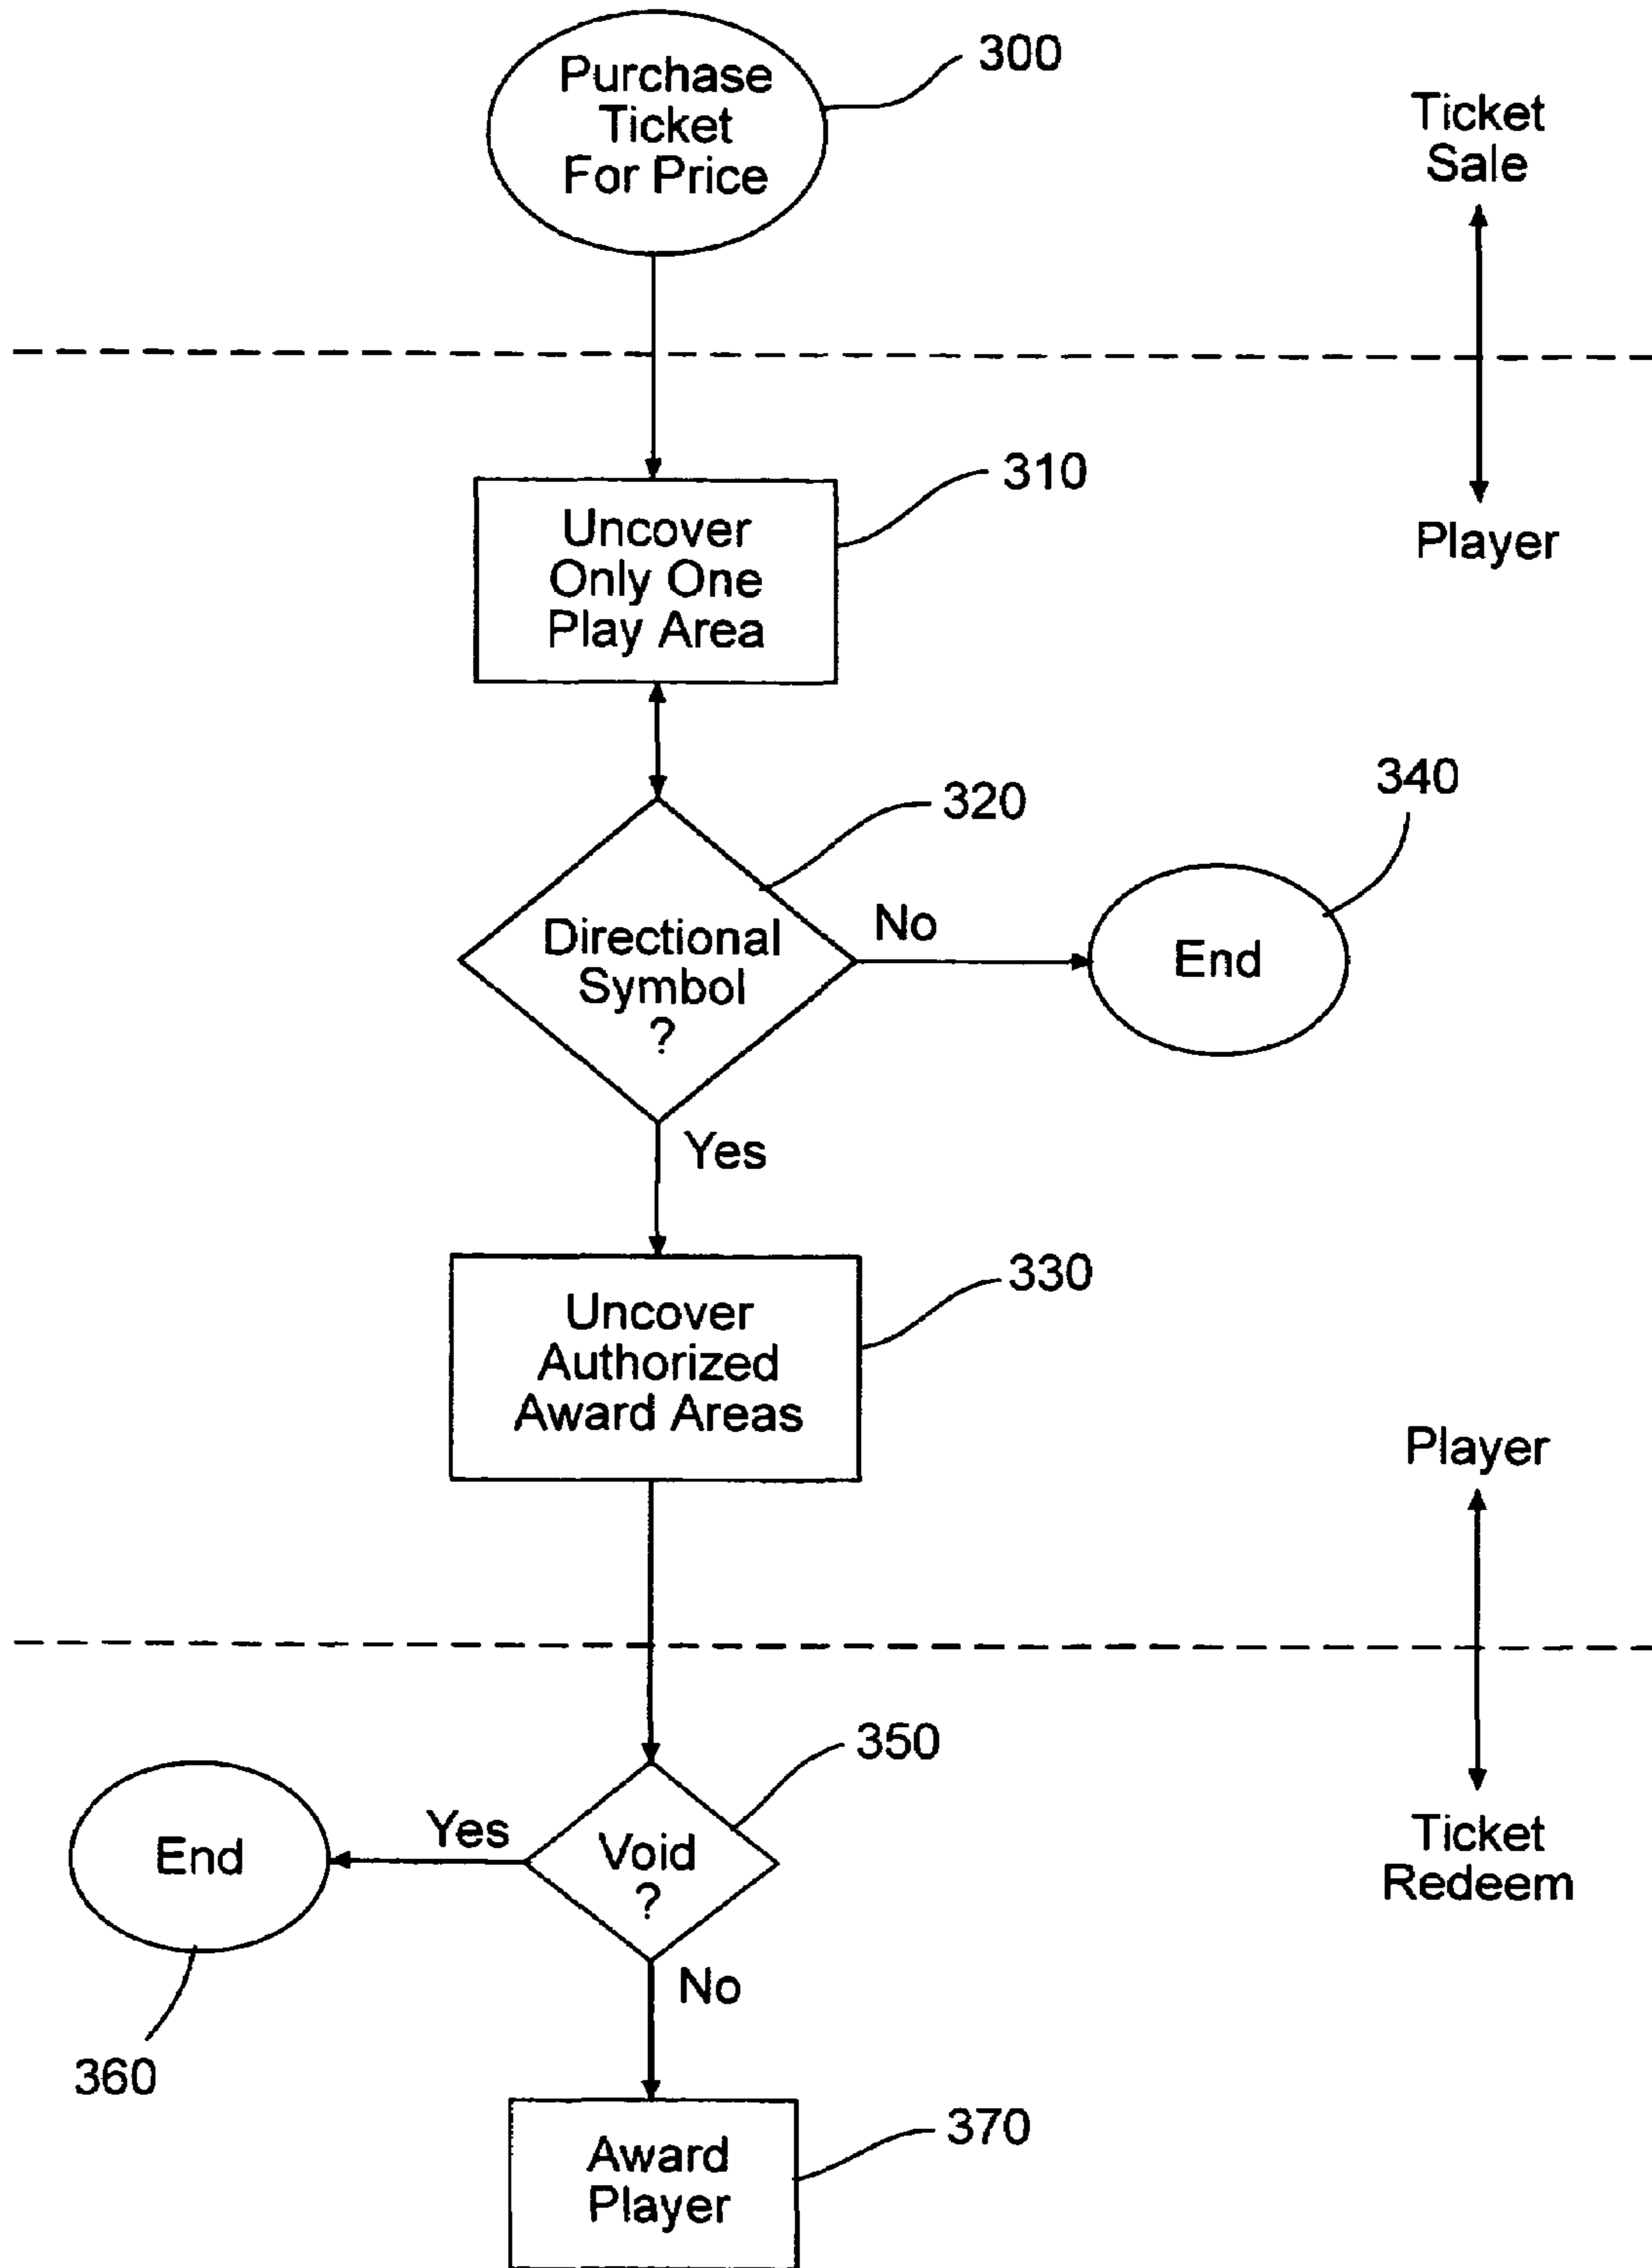 Purchase
Ticket
For Price
300
Ticket
Sale
310
Uncover
Only One
Play Area
Player
320
340
Directional
Symbol
?
No
End
Yes
330
Uncover
Authorized
Award Areas
Player
350
End
Yes
Void
?
Ticket
Redeem
No
360
370
Award
Player